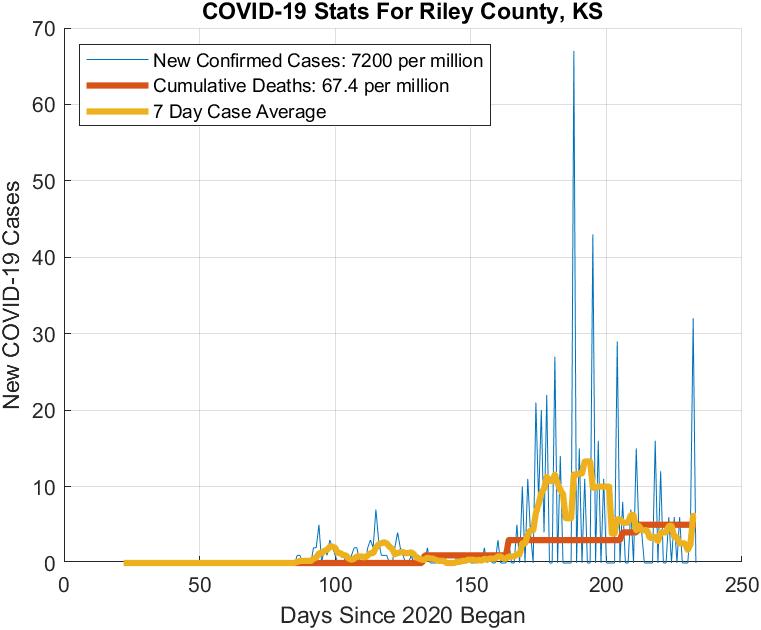 COVID-19 Stats For Riley County, KS
New Confirmed Cases: 7200 per million
Cumulative Deaths: 67.4 per million
7 Day Case Average
New COVID-19 Cases
70
60
50
40
30
20
10
0
0 50 100 150 200 250
Days Since 2020 Began